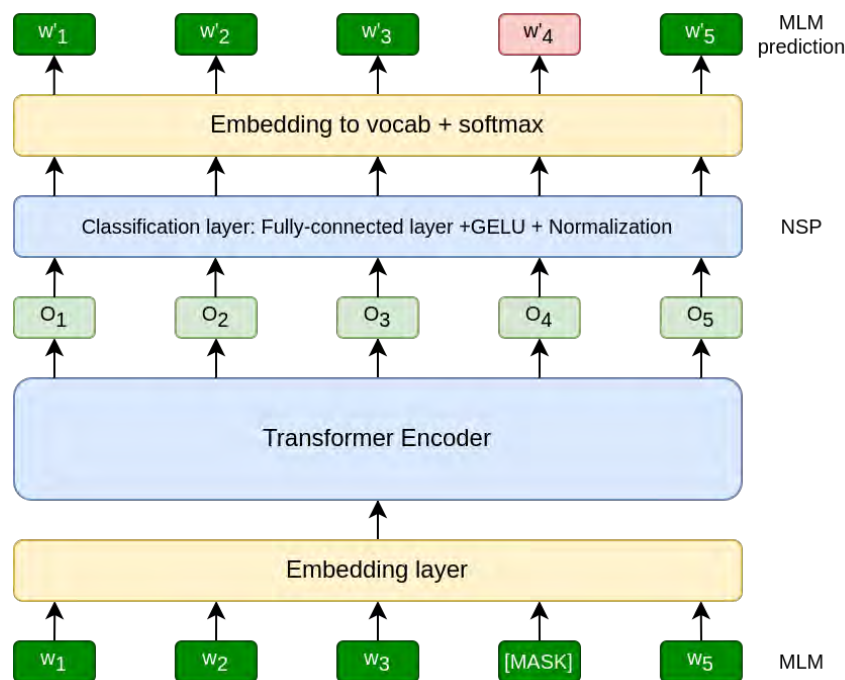 w'1 w'2 w'3 w'4 w'5 MLM
prediction
Embedding to vocab + softmax
Classification layer: Fully-connected layer +GELU + Normalization NSP
O1 O2 O3 O4 O5
Transformer Encoder
Embedding layer
w1 w2 w3 [MASK] w5 MLM